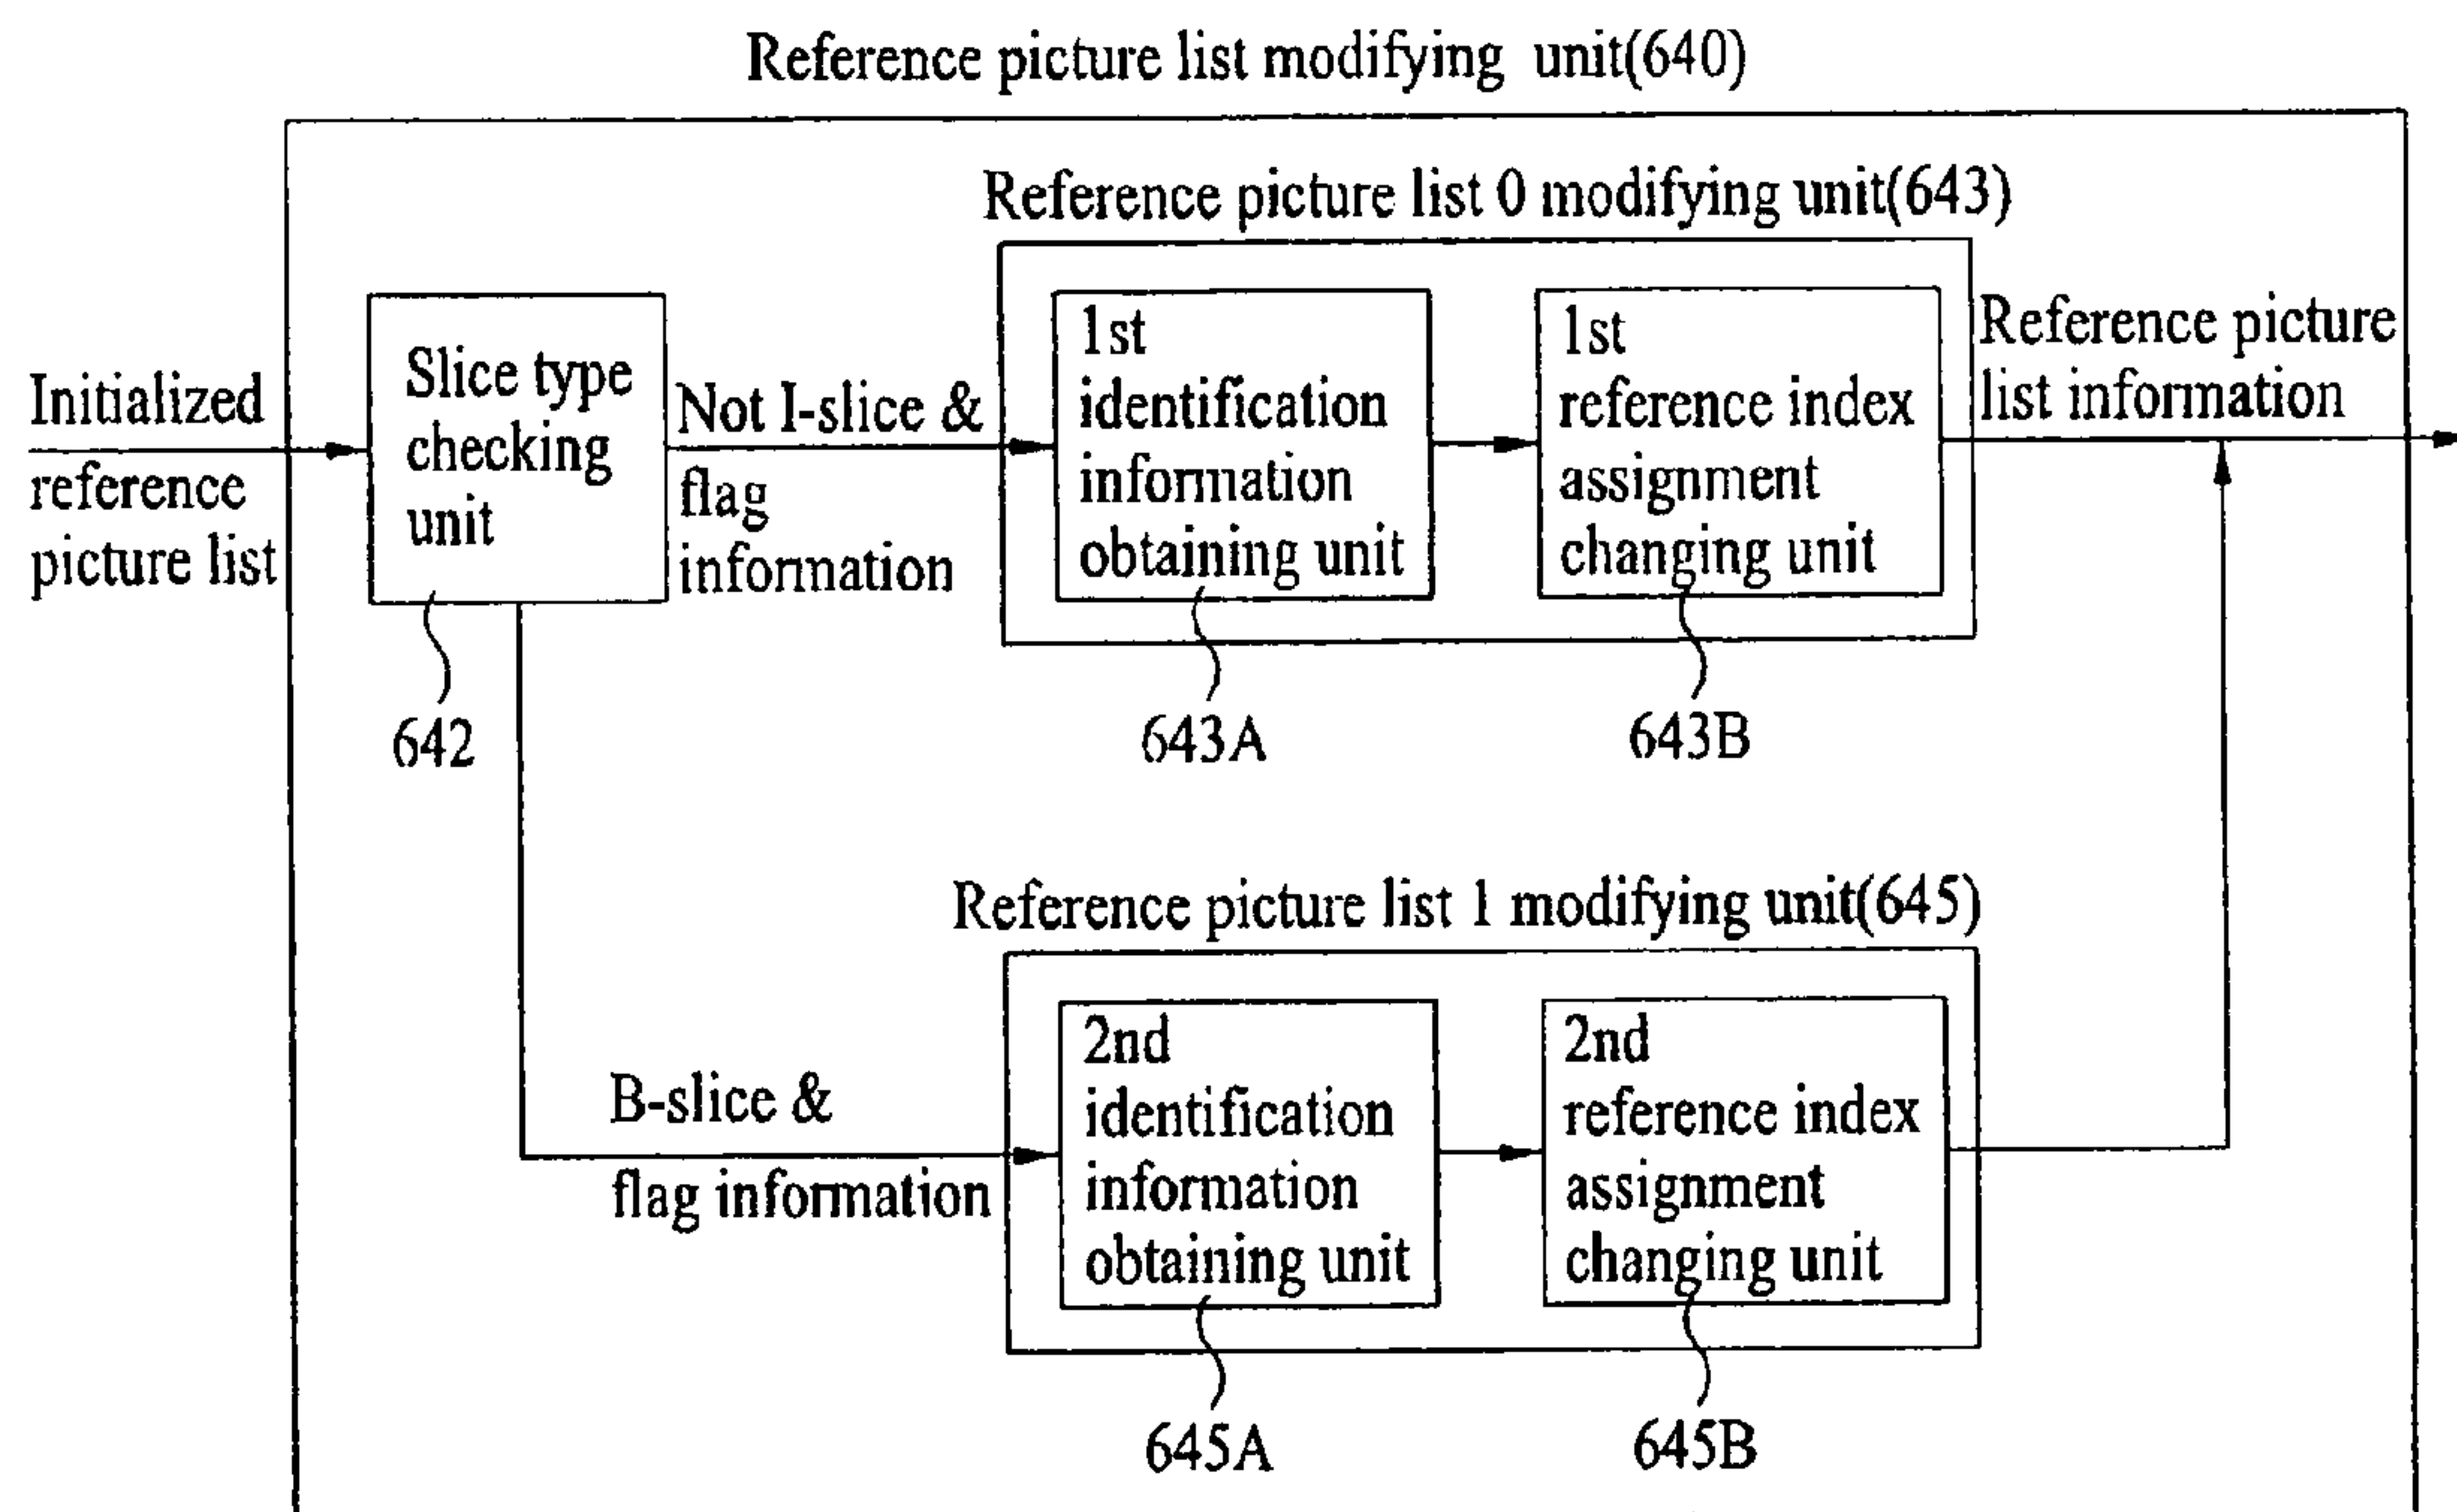 Reference picture list modifying unit(640)
Reference picture list 0 modifying unit(643)
Initialized
reference
picture list
Slice type
checking
unit
642
Not I-slice &
flag
information
1st
identification
information
obtaining unit
643A
1st
reference index
assignment
changing unit
643B
Reference picture
list information
Reference picture list 1 modifying unit(645)
B-slice &
flag information
2nd
identification
information
obtaining unit
645A
2nd
reference index
assignment
changing unit
645B